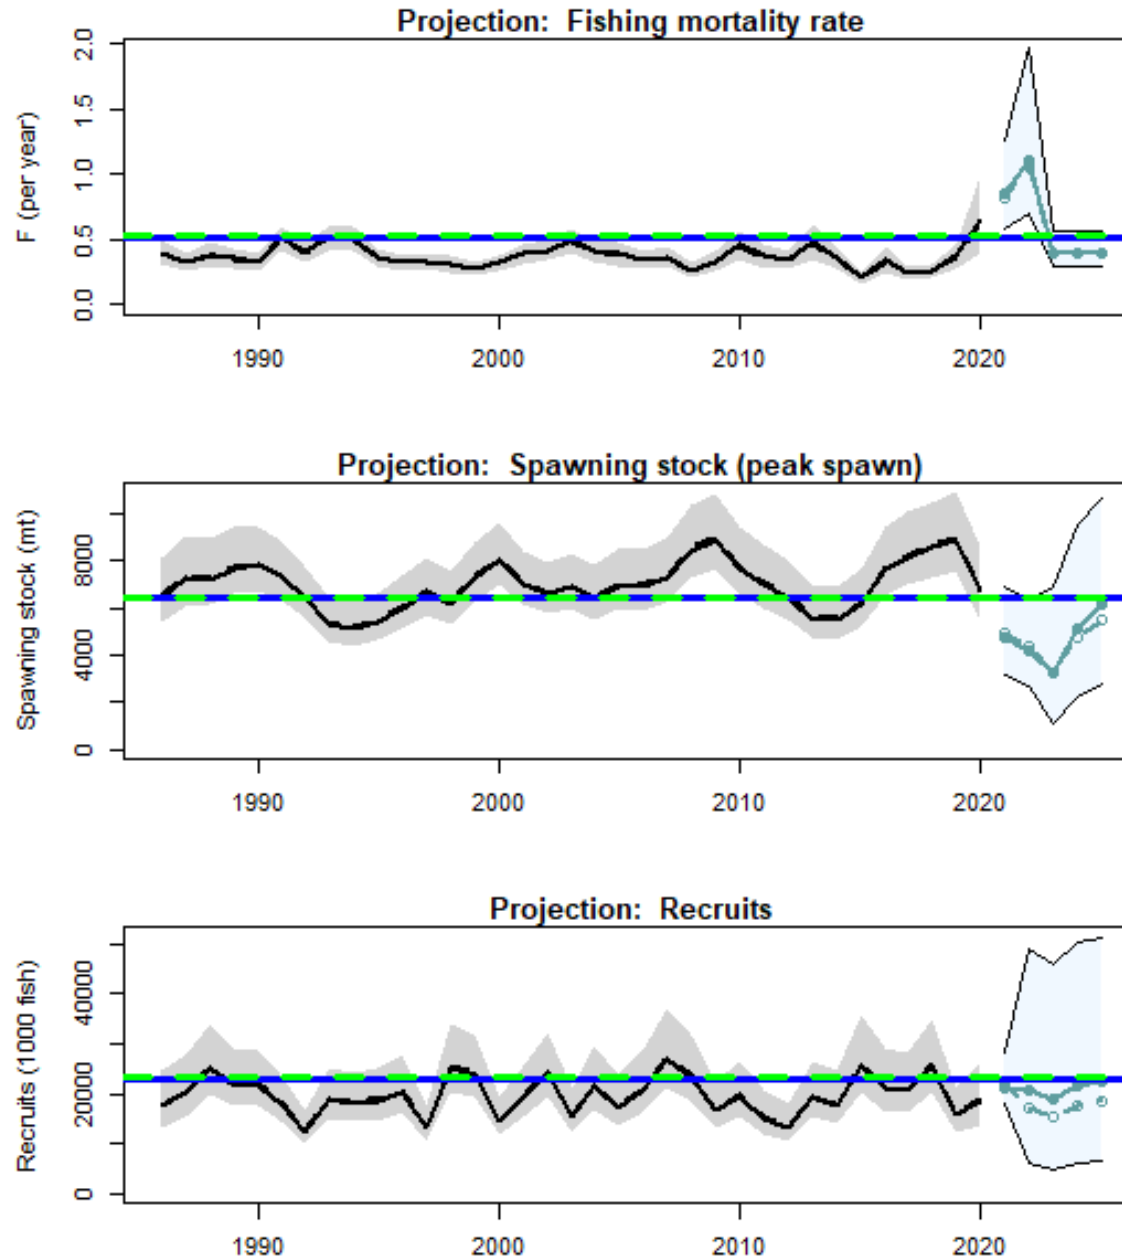 Projection:  Fishing mortality rate
F (per year)
2.0
1.5
1.0
0.5
0.0
1990 2000 2010 2020
Projection:  Spawning stock (peak spawn)
Spawning stock (mt)
8000
4000
0
1990 2000 2010 2020
Projection:  Recruits
Recruits (1000 fish)
40000
20000
0
1990 2000 2010 2020